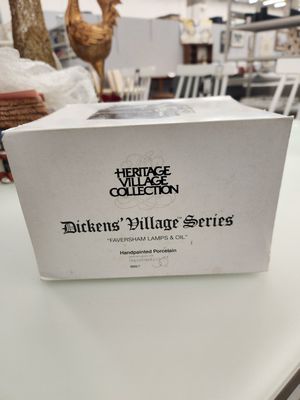 HERITAGE
VILLAGE
COLLECTION
Dickens' Village Series
"FAVERSHAM LAMPS & OIL"
Handpainted Porcelain